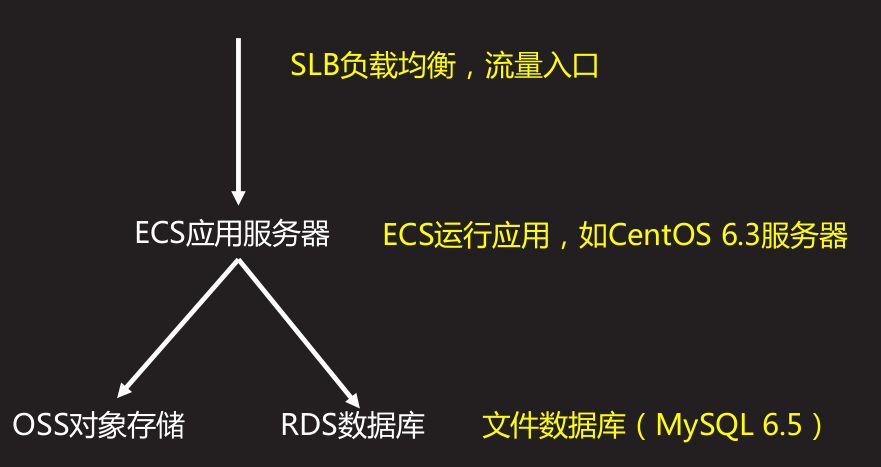 SLB负载均衡，流量入口
ECS应用服务器
ECS运行应用，如CentOS 6.3服务器
OSS对象存储
RDS数据库
文件数据库（MySQL 6.5）